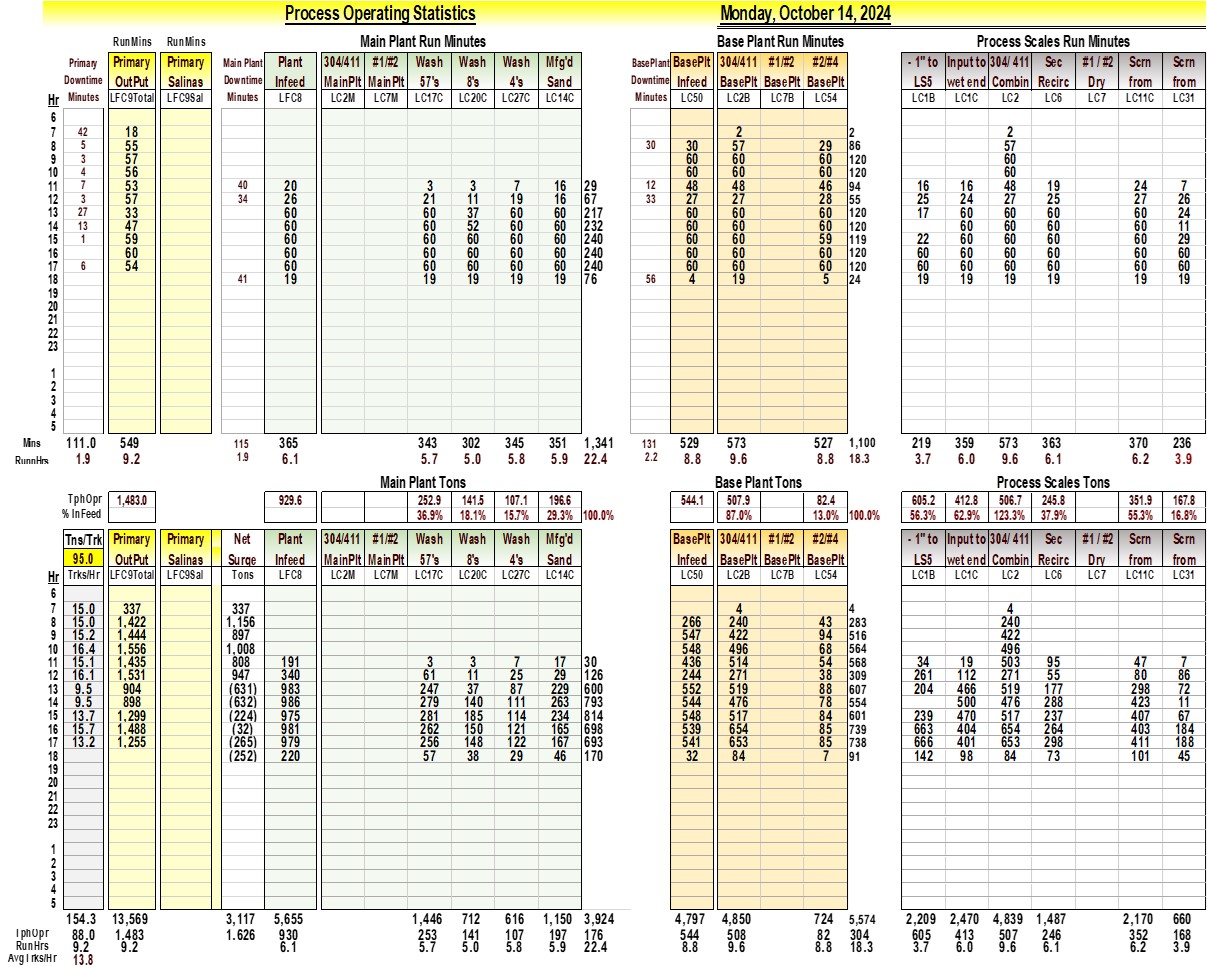 Process Operating Statistics Monday, October 14, 2024
RunMins RunMins Main Plant Run Minutes Base Plant Run Minutes Process Scales Run Minutes
Primary Primary Primary Main Plant Plant 304/411 #1/#2 Wash Wash Wash Mfg'd BasePlant BasePlt 304/411 #1/#2 #2/#4 - 1" to Input to 304/ 411 Sec #1 / #2 Scrn Scrn
Downtime OutPut Salinas Downtime Infeed MainPlt MainPlt 57's 8's 4's Sand Downtime Infeed BasePlt BasePlt BasePlt LS5 wet end Combin Recirc Dry from from
Hr Minutes LFC9Total LFC9Sal Minutes LFC8 LC2M LC7M LC17C LC20C LC27C LC14C Minutes LC50 LC2B LC7B LC54 LC1B LC1C LC2 LC6 LC7 LC11C LC31
6
7 42 18 2 2 2
8 5 55 30 30 57 29 86 57
9 3 57 60 60 60 120 60
10 4 56 60 60 60 120 60
11 7 53 40 20 3 3 7 16 29 12 48 48 46 94 16 16 48 19 24 7
12 3 57 34 26 21 11 19 16 67 33 27 27 28 55 25 24 27 25 27 26
13 27 33 60 60 37 60 60 217 60 60 60 120 17 60 60 60 60 24
14 13 47 60 60 52 60 60 232 60 60 60 120 60 60 60 60 11
15 1 59 60 60 60 60 60 240 60 60 59 119 22 60 60 60 60 29
16 60 60 60 60 60 60 240 60 60 60 120 60 60 60 60 60 60
17 6 54 60 60 60 60 60 240 60 60 60 120 60 60 60 60 60 60
18 41 19 19 19 19 19 76 56 4 19 5 24 19 19 19 19 19 19
19
20
21
22
23
1
2
3
4
5
Mins 111.0 549 115 365 343 302 345 351 1,341 131 529 573 527 1,100 219 359 573 363 370 236
RunnHrs 1.9 9.2 1.9 6.1 5.7 5.0 5.8 5.9 22.4 2.2 8.8 9.6 8.8 18.3 3.7 6.0 9.6 6.1 6.2 3.9
Main Plant Tons Base Plant Tons Process Scales Tons
TphOpr 1,483.0 929.6 252.9 141.5 107.1 196.6 544.1 507.9 82.4 605.2 412.8 506.7 245.8 351.9 167.8
% InFeed 36.9% 18.1% 15.7% 29.3% 100.0% 87.0% 13.0% 100.0% 56.3% 62.9% 123.3% 37.9% 55.3% 16.8%
Tns/Trk Primary Primary Net Plant 304/411 #1/#2 Wash Wash Wash Mfg'd BasePlt 304/411 #1/#2 #2/#4 - 1" to Input to 304/ 411 Sec #1 / #2 Scrn Scrn
95.0 OutPut Salinas Surge Infeed MainPlt MainPlt 57's 8's 4's Sand Infeed BasePlt BasePlt BasePlt LS5 wet end Combin Recirc Dry from from
Hr Trks/Hr LFC9Total LFC9Sal Tons LFC8 LC2M LC7M LC17C LC20C LC27C LC14C LC50 LC2B LC7B LC54 LC1B LC1C LC2 LC6 LC7 LC11C LC31
6
7 15.0 337 337 4 4 4
8 15.0 1,422 1,156 266 240 43 283 240
9 15.2 1,444 897 547 422 94 516 422
10 16.4 1,556 1,008 548 496 68 564 496
11 15.1 1,435 808 191 3 3 7 17 30 436 514 54 568 34 19 503 95 47 7
12 16.1 1,531 947 340 61 11 25 29 126 244 271 38 309 261 112 271 55 80 86
13 9.5 904 (631) 983 247 37 87 229 600 552 519 88 607 204 466 519 177 298 72
14 9.5 898 (632) 986 279 140 111 263 793 544 476 78 554 500 476 288 423 11
15 13.7 1,299 (224) 975 281 185 114 234 814 548 517 84 601 239 470 517 237 407 67
16 15.7 1,488 (32) 981 262 150 121 165 698 539 654 85 739 663 404 654 264 403 184
17 13.2 1,255 (265) 979 256 148 122 167 693 541 653 85 738 666 401 653 298 411 188
18 (252) 220 57 38 29 46 170 32 84 7 91 142 98 84 73 101 45
19
20
21
22
23
1
2
3
4
5
154.3 13,569 3,117 5,655 1,446 712 616 1,150 3,924 4,797 4,850 724 5,574 2,209 2,470 4,839 1,487 2,170 660
TphOpr 88.0 1,483 1.626 930 253 141 107 197 176 544 508 82 304 605 413 507 246 352 168
RunHrs 9.2 9.2 6.1 5.7 5.0 5.8 5.9 22.4 8.8 9.6 8.8 18.3 3.7 6.0 9.6 6.1 6.2 3.9
AvgTrks/Hr 13.8